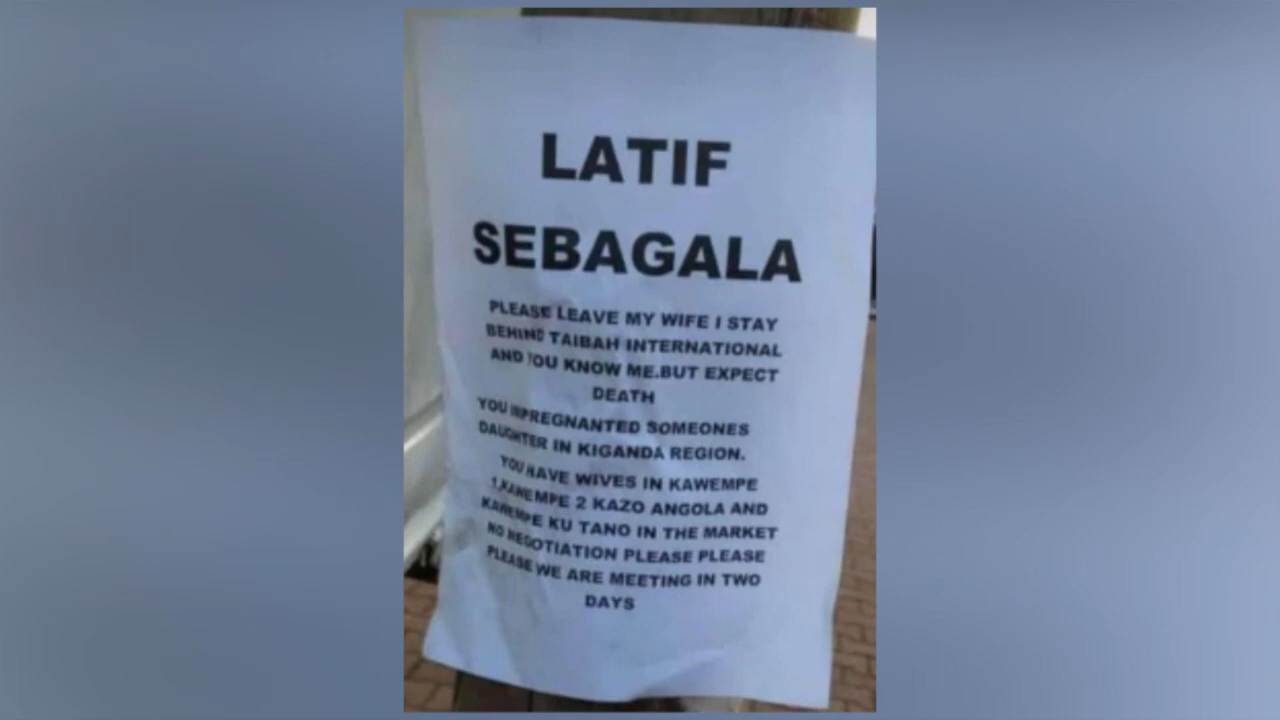 LATIF
SEBAGALA
PLEASE LEAVE MY WIFE I STAY
BEHIND TAIBAH INTERNATIONAL
AND YOU KNOW ME.BUT EXPECT
DEATH
YOU INPREGNANTED SOMEONES
DAUGHTER IN KIGANDA REGION.
YOU HAVE WIVES IN KAWEMPE
1,KAWEMPE 2 KAZO ANGOLA AND
KAWEMPE KU TANO IN THE MARKET
NO NEGOTIATION PLEASE PLEASE
PLEASE WE ARE MEETING IN TWO
DAYS